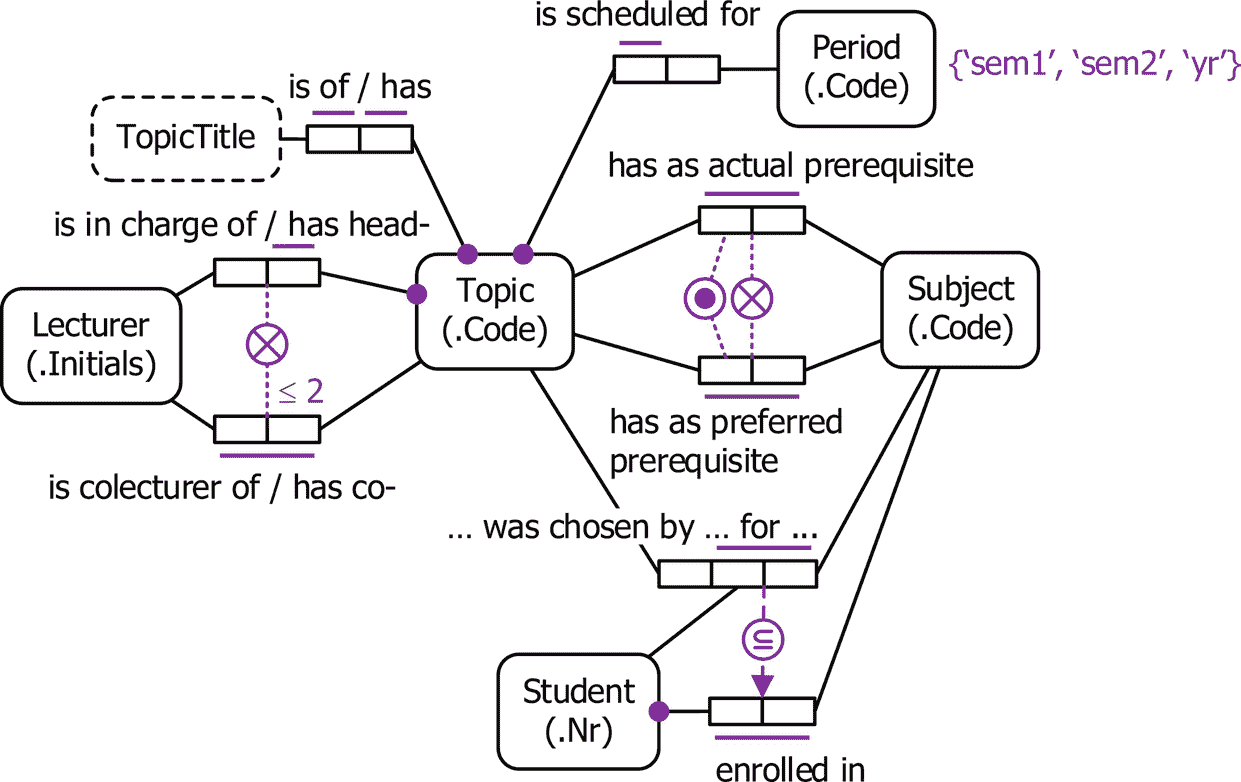 is scheduled for
Period
(.Code)
{‘sem1’, ‘sem2’, ‘yr’}
is of / has
TopicTitle
has as actual prerequisite
is in charge of / has head-
Topic
(.Code)
Subject
(.Code)
Lecturer
(.Initials)
≤ 2
has as preferred
prerequisite
is colecturer of / has co-
... was chosen by ... for ...
⊆
Student
(.Nr)
enrolled in